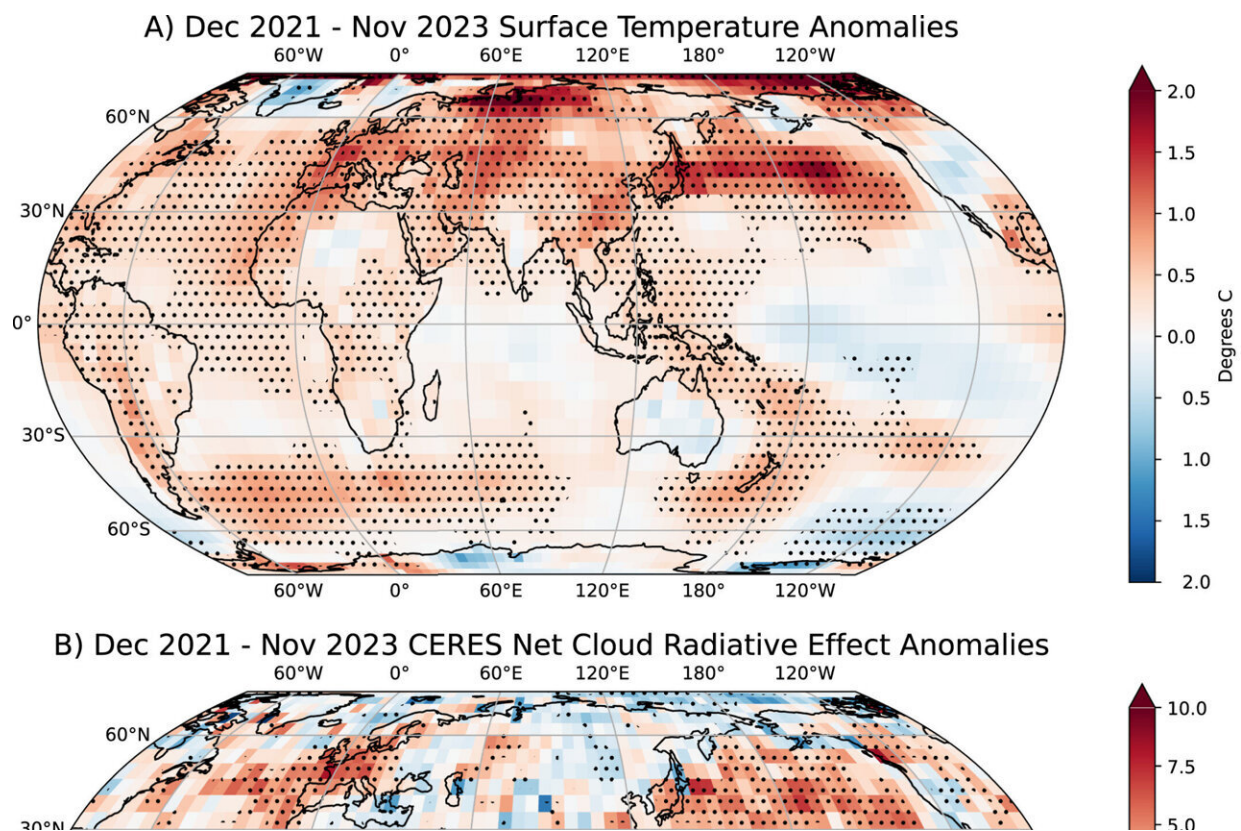 A) Dec 2021 - Nov 2023 Surface Temperature Anomalies
60°W 0° 60°E 120°E 180° 120°W
60°N
30°N
0°
30°S
60°S
60°W 0° 60°E 120°E 180° 120°W
2.0
1.5
1.0
0.5
0.0
0.5
1.0
1.5
2.0
Degrees C
B) Dec 2021 - Nov 2023 CERES Net Cloud Radiative Effect Anomalies
60°W 0° 60°E 120°E 180° 120°W
60°N
30°N
10.0
7.5
5.0